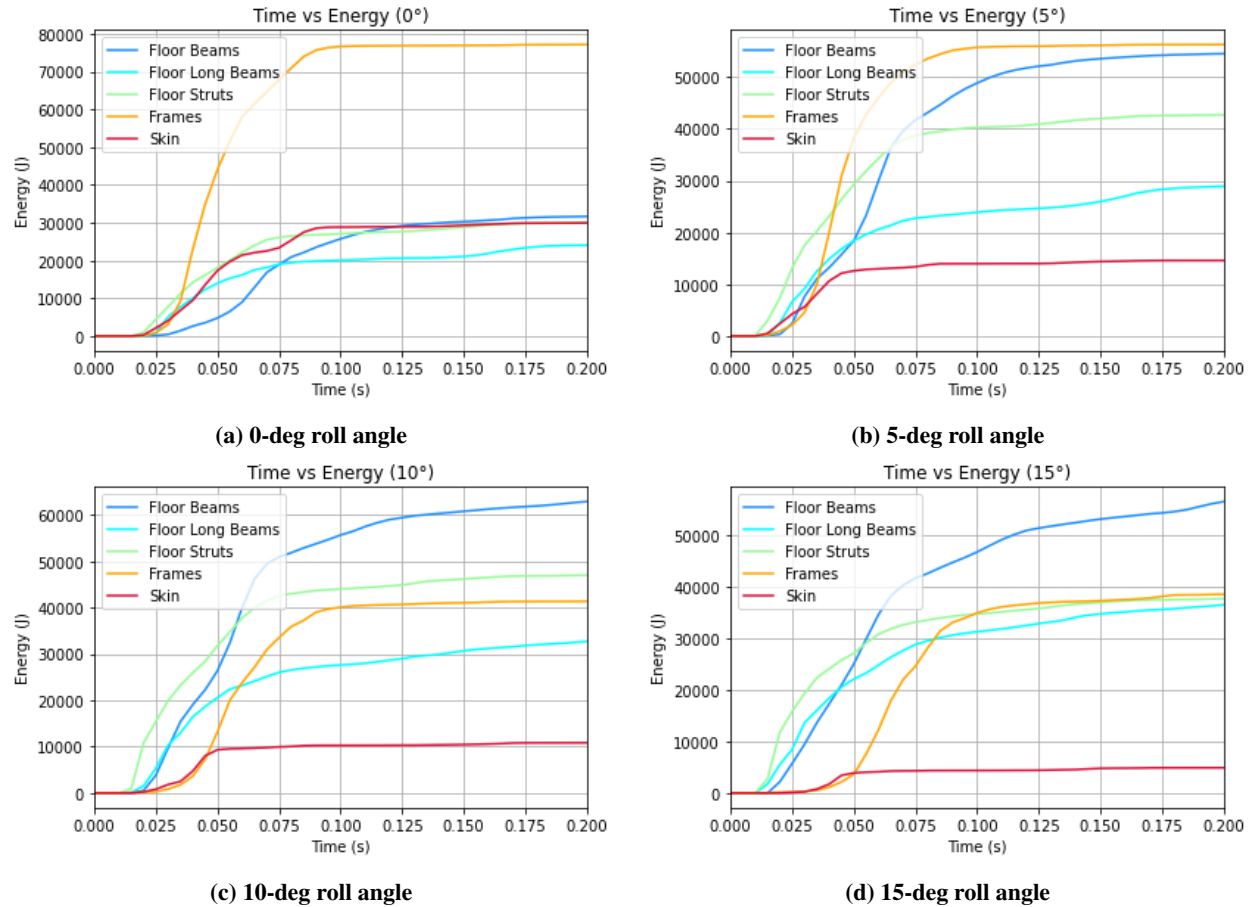 Time vs Energy (0°)
80000
70000
60000
50000
40000
30000
20000
10000
0
Energy (J)
Floor Beams
Floor Long Beams
Floor Struts
Frames
Skin
0.000 0.025 0.050 0.075 0.100 0.125 0.150 0.175 0.200
Time (s)
(a) 0-deg roll angle
Time vs Energy (5°)
50000
40000
30000
20000
10000
0
Energy (J)
Floor Beams
Floor Long Beams
Floor Struts
Frames
Skin
0.000 0.025 0.050 0.075 0.100 0.125 0.150 0.175 0.200
Time (s)
(b) 5-deg roll angle
Time vs Energy (10°)
60000
50000
40000
30000
20000
10000
0
Energy (J)
Floor Beams
Floor Long Beams
Floor Struts
Frames
Skin
0.000 0.025 0.050 0.075 0.100 0.125 0.150 0.175 0.200
Time (s)
(c) 10-deg roll angle
Time vs Energy (15°)
50000
40000
30000
20000
10000
0
Energy (J)
Floor Beams
Floor Long Beams
Floor Struts
Frames
Skin
0.000 0.025 0.050 0.075 0.100 0.125 0.150 0.175 0.200
Time (s)
(d) 15-deg roll angle